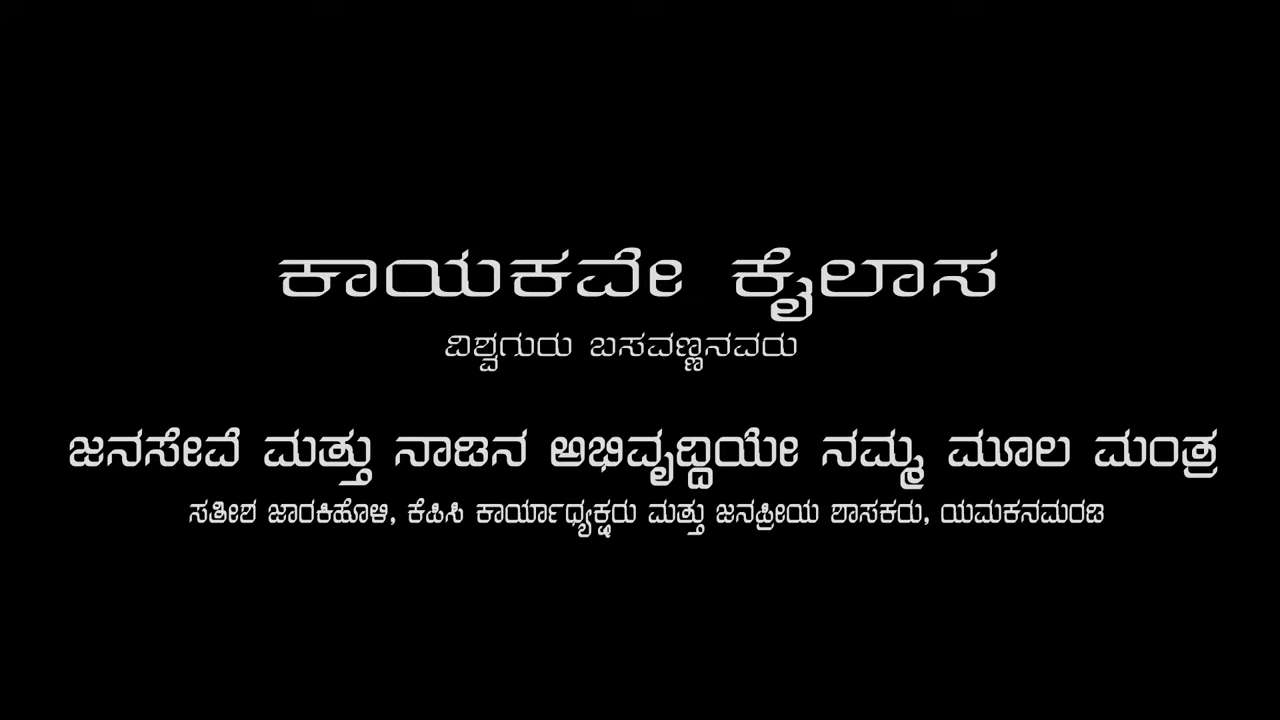 ಕಾಯಕವೇ ಕೈಲಾಸ
ವಿಶ್ವಗುರು ಬಸವಣ್ಣನವರು
ಜನಸೇವೆ ಮತ್ತು ನಾಡಿನ ಅಭಿವೃದ್ದಿಯೇ ನಮ್ಮ ಮೂಲ ಮಂತ್ರ
ಸತೀಶ ಜಾರಕಿಹೊಳಿ, ಕೆಪಿಸಿಸಿ ಕಾರ್ಯಾಧ್ಯಕ್ಷರು ಮತ್ತು ಜನಪ್ರೀಯ ಶಾಸಕರು, ಯಮಕನಮರಡಿ